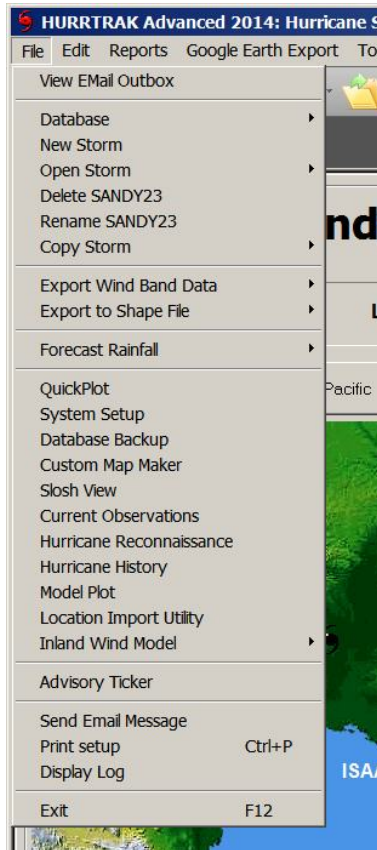 HURRTRAK Advanced 2014: Hurricane S
File Edit Reports Google Earth Export To
View EMail Outbox
Database
New Storm
Open Storm
Delete SANDY23
Rename SANDY23
Copy Storm
nd
Export Wind Band Data
Export to Shape File
L
Forecast Rainfall
QuickPlot
Pacific
System Setup
Database Backup
Custom Map Maker
Slosh View
Current Observations
Hurricane Reconnaissance
Hurricane History
Model Plot
Location Import Utility
Inland Wind Model
Advisory Ticker
Send Email Message
Print setup Ctrl+P
Display Log
ISAA
Exit F12